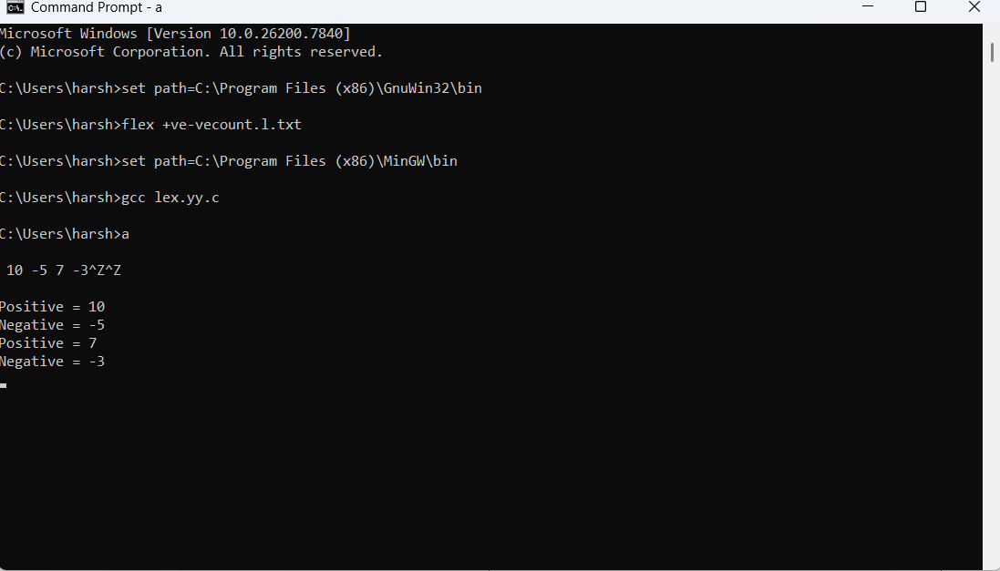 Command Prompt - a
Microsoft Windows [Version 10.0.26200.7840]
(c) Microsoft Corporation. All rights reserved.
C:\Users\harsh>set path=C:\Program Files (x86)\GnuWin32\bin
C:\Users\harsh>flex +ve-vecount.l.txt
C:\Users\harsh>set path=C:\Program Files (x86)\MinGW\bin
C:\Users\harsh>gcc lex.yy.c
C:\Users\harsh>a
10 -5 7 -3^Z^Z
Positive = 10
Negative = -5
Positive = 7
Negative = -3